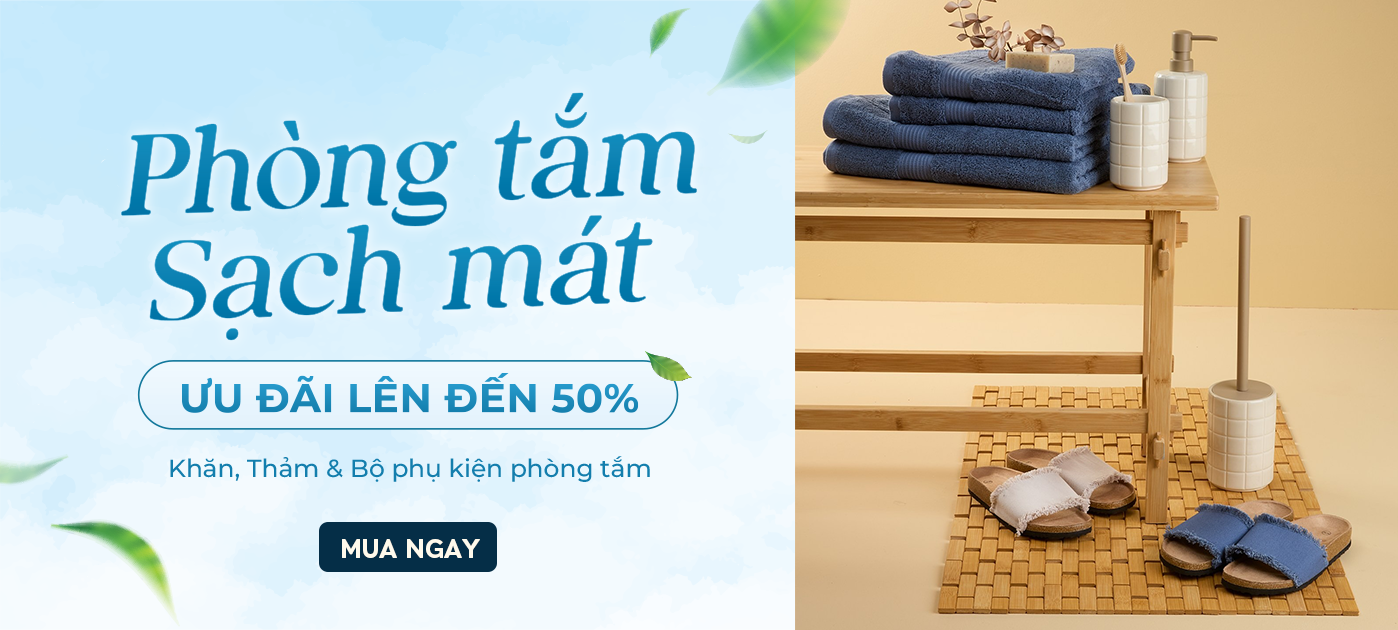 Phòng tắm
Sạch mát
ƯU ĐÃI LÊN ĐẾN 50%
Khăn, Thảm & Bộ phụ kiện phòng tắm
MUA NGAY